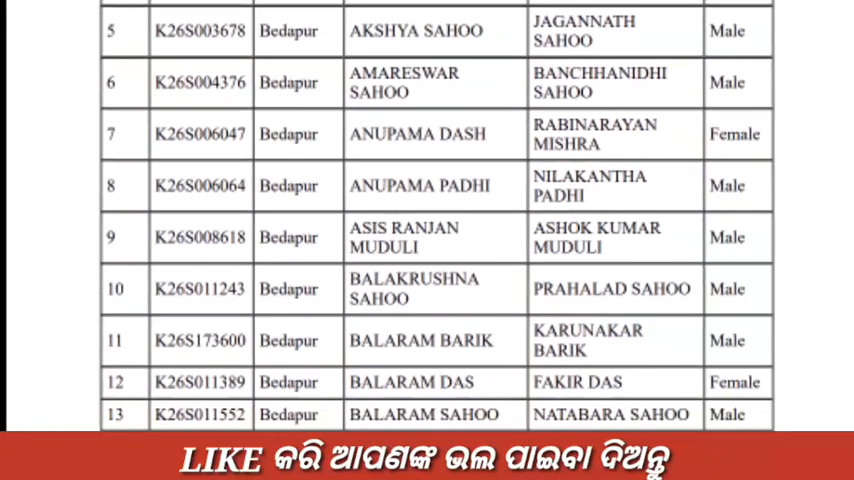 5 K26S003678 Bedapur AKSHYA SAHOO JAGANNATH SAHOO Male
6 K26S004376 Bedapur AMARESWAR SAHOO BANCHHANIDHI SAHOO Male
7 K26S006047 Bedapur ANUPAMA DASH RABINARAYAN MISHRA Female
8 K26S006064 Bedapur ANUPAMA PADHI NILAKANTHA PADHI Male
9 K26S008618 Bedapur ASIS RANJAN MUDULI ASHOK KUMAR MUDULI Male
10 K26S011243 Bedapur BALAKRUSHNA SAHOO PRAHALAD SAHOO Male
11 K26S173600 Bedapur BALARAM BARIK KARUNAKAR BARIK Male
12 K26S011389 Bedapur BALARAM DAS FAKIR DAS Female
13 K26S011552 Bedapur BALARAM SAHOO NATABARA SAHOO Male
LIKE କରି ଆପଣଙ୍କ ଭଲ ପାଇବା ଦିଅନ୍ତୁ